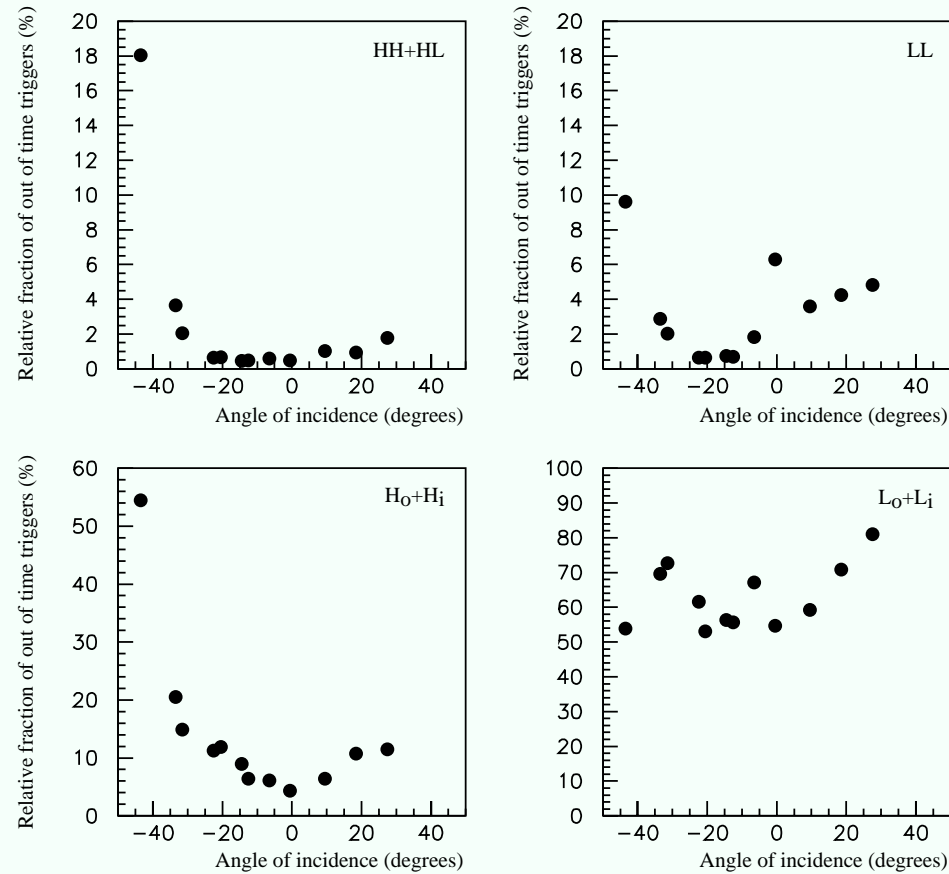 Relative fraction of out of time triggers (%)
20
18
16
14
12
10
8
6
4
2
0
HH+HL
−40 −20 0 20 40
Angle of incidence (degrees)
Relative fraction of out of time triggers (%)
20
18
16
14
12
10
8
6
4
2
0
LL
−40 −20 0 20 40
Angle of incidence (degrees)
Relative fraction of out of time triggers (%)
60
50
40
30
20
10
0
Ho+Hi
−40 −20 0 20 40
Angle of incidence (degrees)
100
90
80
70
60
50
40
30
20
10
0
Lo+Li
−40 −20 0 20 40
Angle of incidence (degrees)